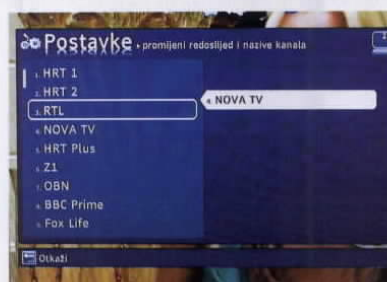 Postavke ▸ promijeni redoslijed i nazive kanala
1. HRT 1
2. HRT 2
3. RTL
4. NOVA TV
4. NOVA TV
5. HRT Plus
6. Z1
7. OBN
8. BBC Prime
9. Fox Life
Otkaži